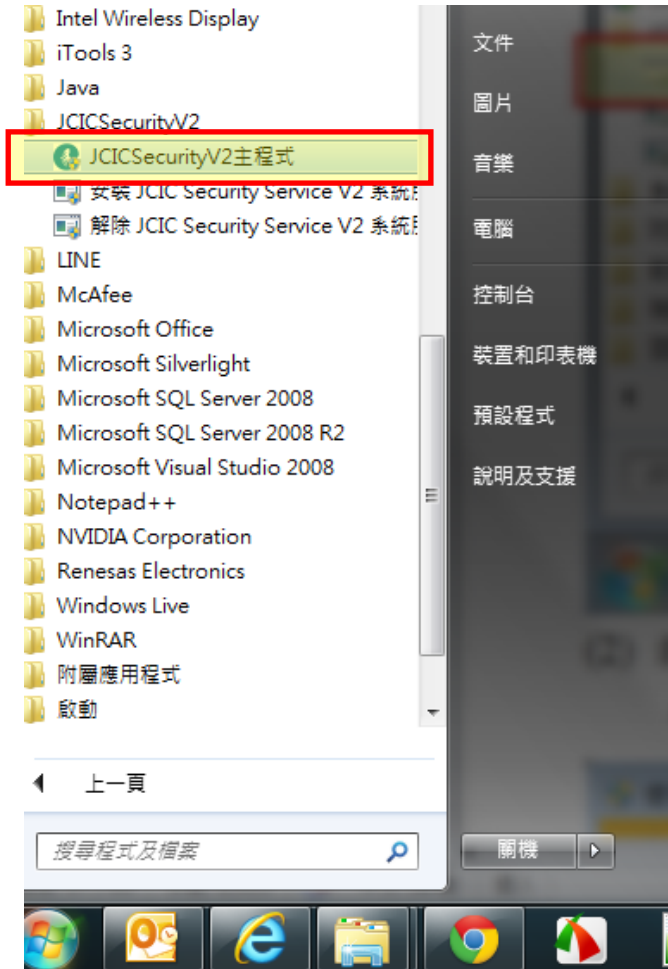 Intel Wireless Display
iTools 3
Java
JCICSecurityV2
JCICSecurityV2主程式
安裝 JCIC Security Service V2 系統
解除 JCIC Security Service V2 系統
LINE
McAfee
Microsoft Office
Microsoft Silverlight
Microsoft SQL Server 2008
Microsoft SQL Server 2008 R2
Microsoft Visual Studio 2008
Notepad++
NVIDIA Corporation
Renesas Electronics
Windows Live
WinRAR
附屬應用程式
啟動
上一頁
搜尋程式及檔案
文件
圖片
音樂
電腦
控制台
裝置和印表機
預設程式
說明及支援
關機